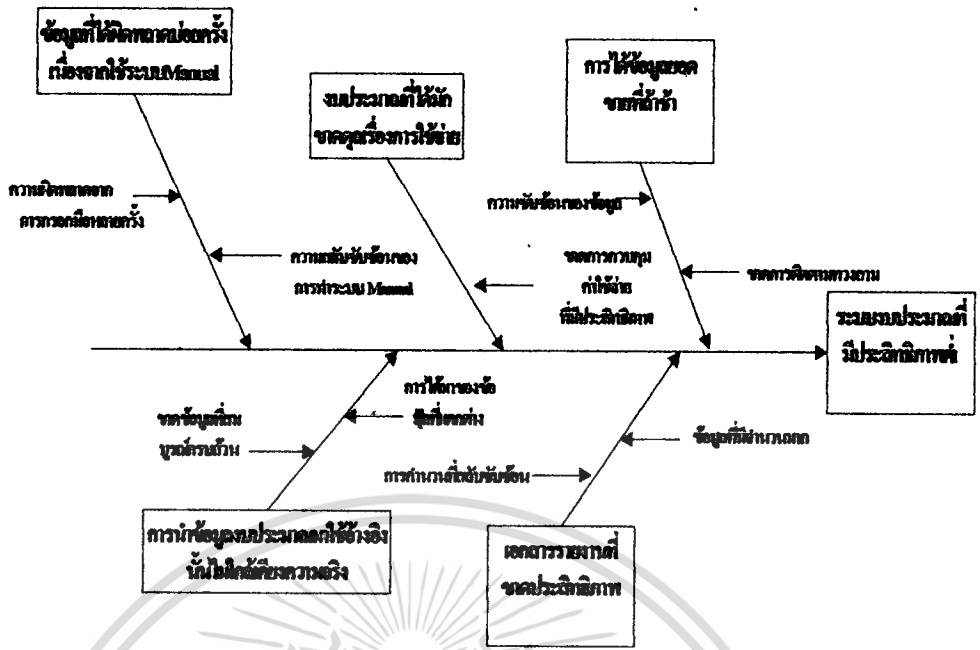 ข้อมูลที่ได้ผิดพลาดบ่อยครั้ง
เนื่องจากใช้ระบบManual
งบประมาณที่ได้มัก
ขาดดุลเรื่องการใช้จ่าย
การได้ข้อมูลยอด
ขายที่ล่าช้า
ความผิดพลาดจาก
การกรอกมือหลายครั้ง
ความสลับซับซ้อนของ
การทำระบบ Manual
ความซับซ้อนของข้อมูล
ขาดการควบคุม
ค่าใช้จ่าย
ที่มีประสิทธิภาพ
ขาดการติดตามทวงถาม
ระบบงบประมาณที่
มีประสิทธิภาพต่ำ
ขาดข้อมูลที่สม
บูรณ์ครบถ้วน
การได้มาของข้อ
มูลที่แตกต่าง
การคำนวนที่สลับซับซ้อน
ข้อมูลที่มีจำนวนมาก
การนำข้อมูลงบประมาณมาใช้อ้างอิง
นั้นไม่ใกล้เคียงความจริง
เอกสารรายงานที่
ขาดประสิทธิภาพ